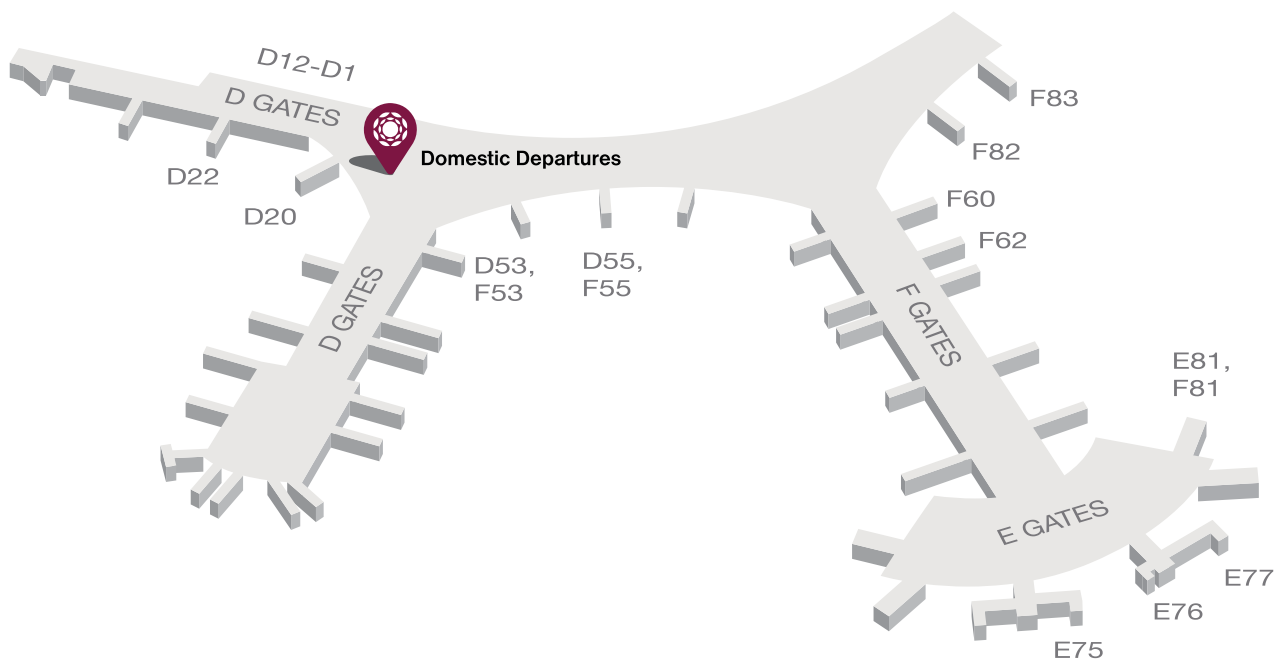 D12-D1
D GATES
Domestic Departures
D22
D20
F83
F82
F60
F62
D53,
F53
D55,
F55
D GATES
F GATES
E81,
F81
E GATES
E77
E76
E75